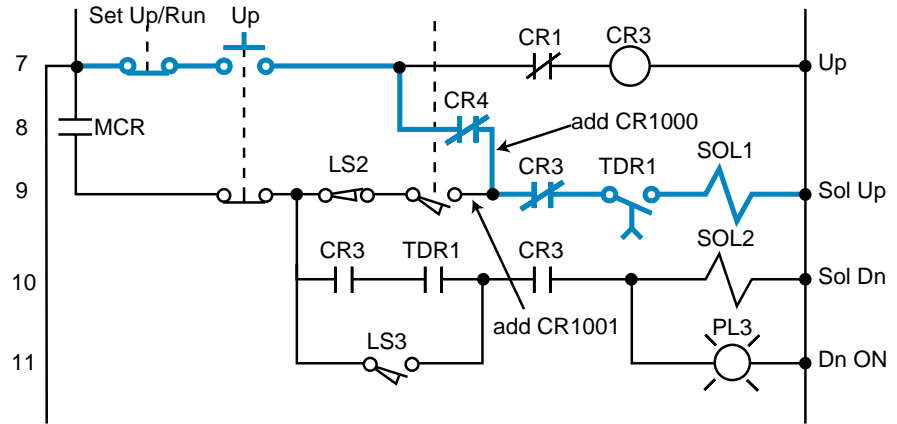 Set Up/Run Up
CR1 CR3
7 Up
CR4
8 MCR add CR1000
LS2 CR3 TDR1 SOL1
9 Sol Up
CR3 TDR1 CR3 SOL2
10 Sol Dn
add CR1001
LS3 PL3
11 Dn ON